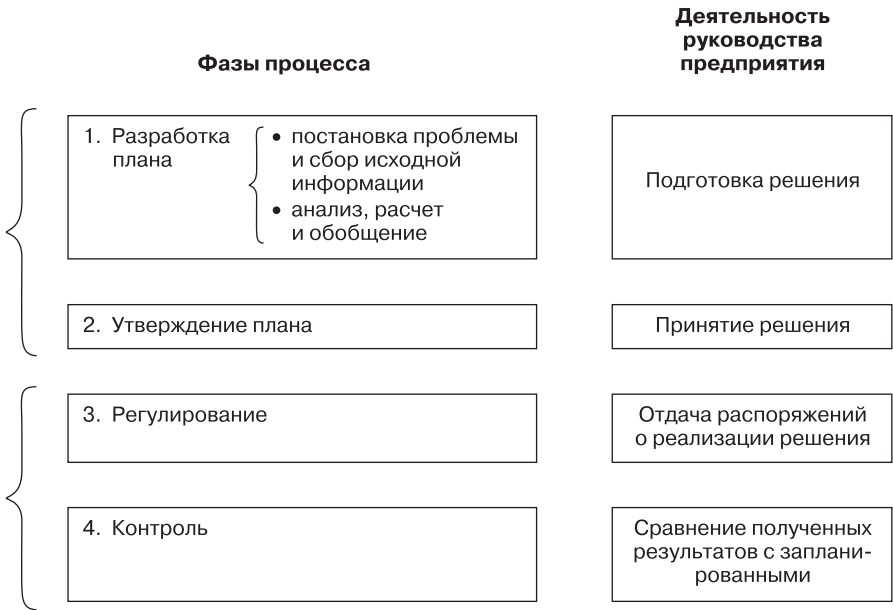 Фазы процесса
Деятельность
руководства
предприятия
1. Разработка
плана
• постановка проблемы
и сбор исходной
информации
• анализ, расчет
и обобщение
Подготовка решения
2. Утверждение плана
Принятие решения
3. Регулирование
Отдача распоряжений
о реализации решения
4. Контроль
Сравнение полученных
результатов с заплани-
рованными